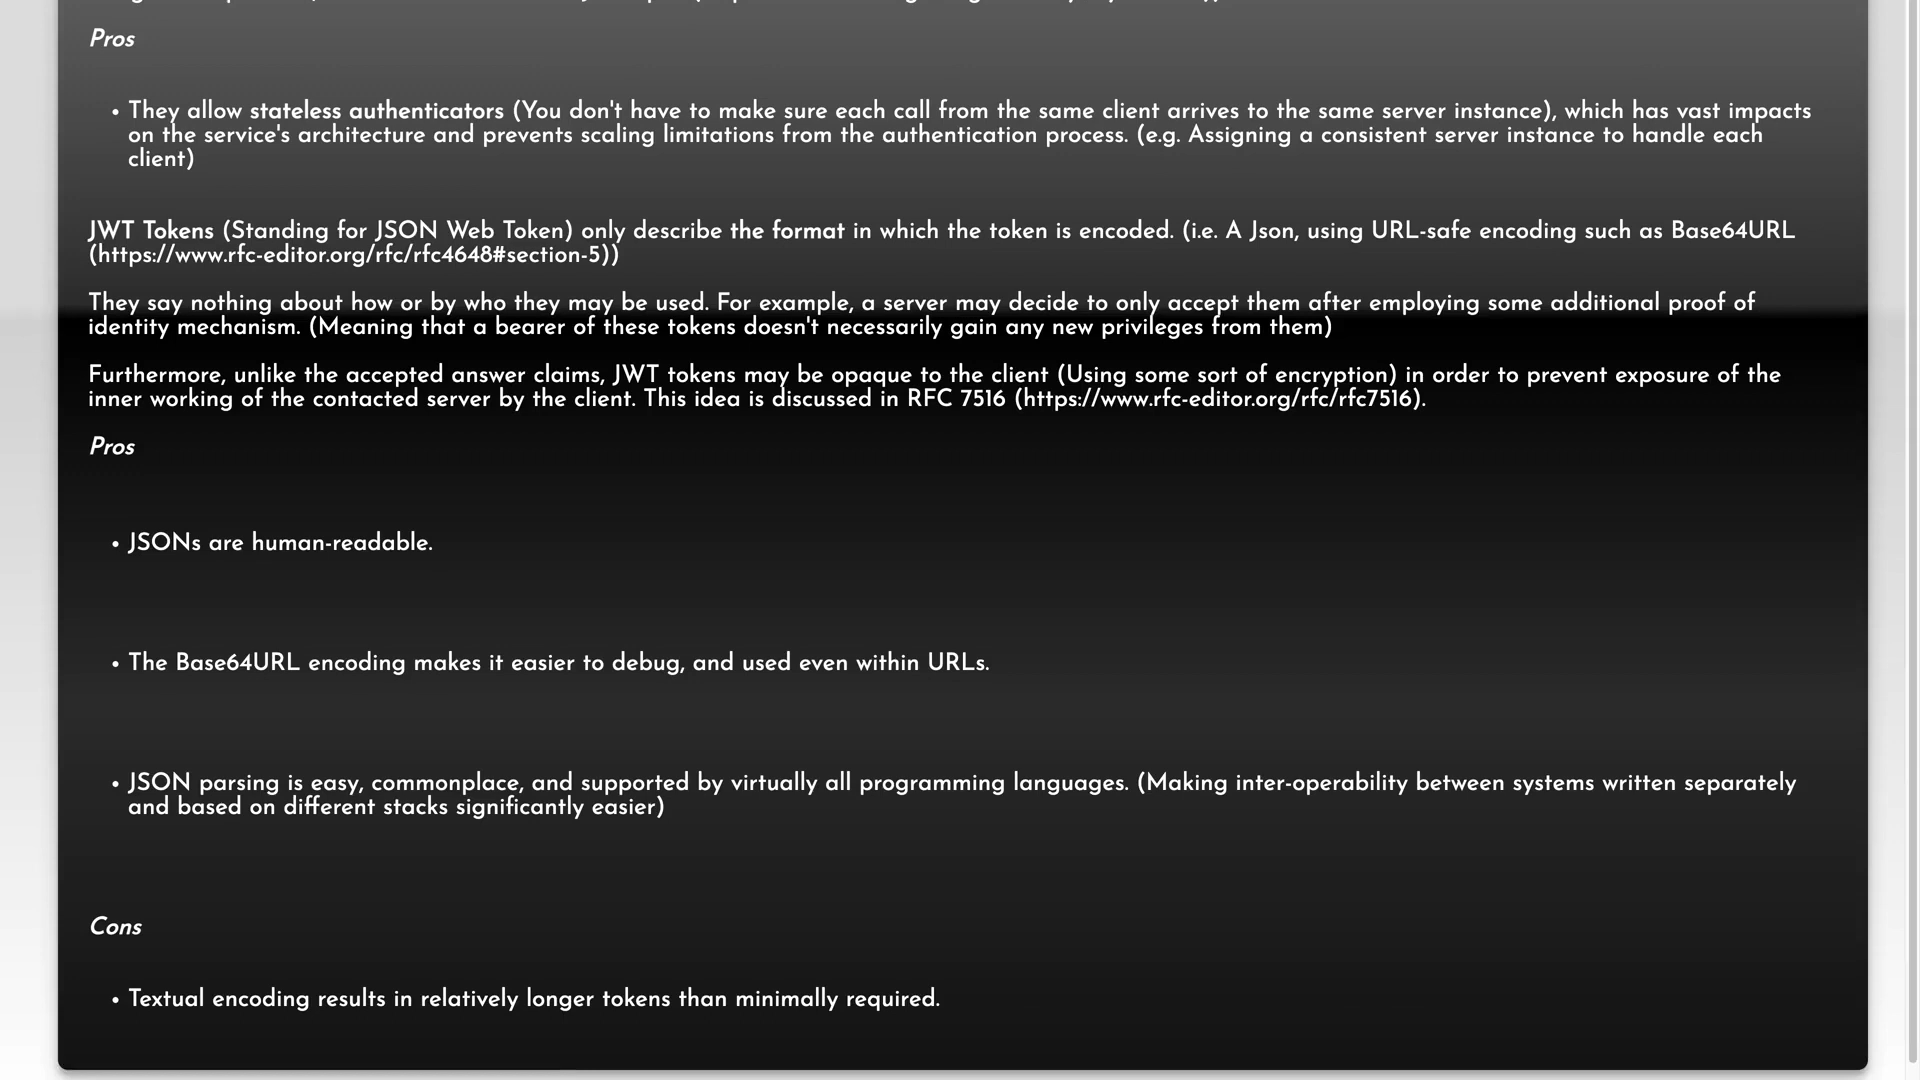 Pros
• They allow stateless authenticators (You don't have to make sure each call from the same client arrives to the same server instance), which has vast impacts
on the service's architecture and prevents scaling limitations from the authentication process. (e.g. Assigning a consistent server instance to handle each
client)
JWT Tokens (Standing for JSON Web Token) only describe the format in which the token is encoded. (i.e. A Json, using URL-safe encoding such as Base64URL
(https://www.rfc-editor.org/rfc/rfc4648#section-5))
They say nothing about how or by who they may be used. For example, a server may decide to only accept them after employing some additional proof of
identity mechanism. (Meaning that a bearer of these tokens doesn't necessarily gain any new privileges from them)
Furthermore, unlike the accepted answer claims, JWT tokens may be opaque to the client (Using some sort of encryption) in order to prevent exposure of the
inner working of the contacted server by the client. This idea is discussed in RFC 7516 (https://www.rfc-editor.org/rfc/rfc7516).
Pros
• JSONs are human-readable.
• The Base64URL encoding makes it easier to debug, and used even within URLs.
• JSON parsing is easy, commonplace, and supported by virtually all programming languages. (Making inter-operability between systems written separately
and based on different stacks significantly easier)
Cons
• Textual encoding results in relatively longer tokens than minimally required.